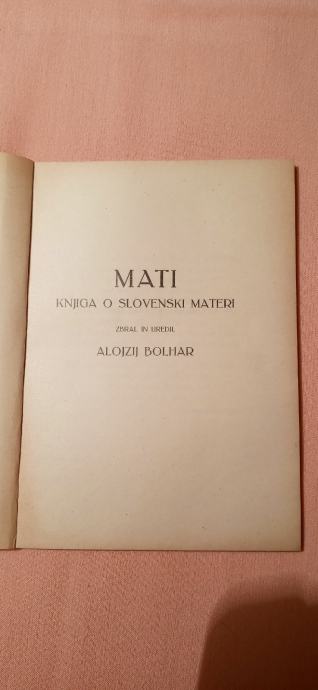 MATI
KNJIGA O SLOVENSKI MATERI
ZBRAL IN UREDIL
ALOJZIJ BOLHAR